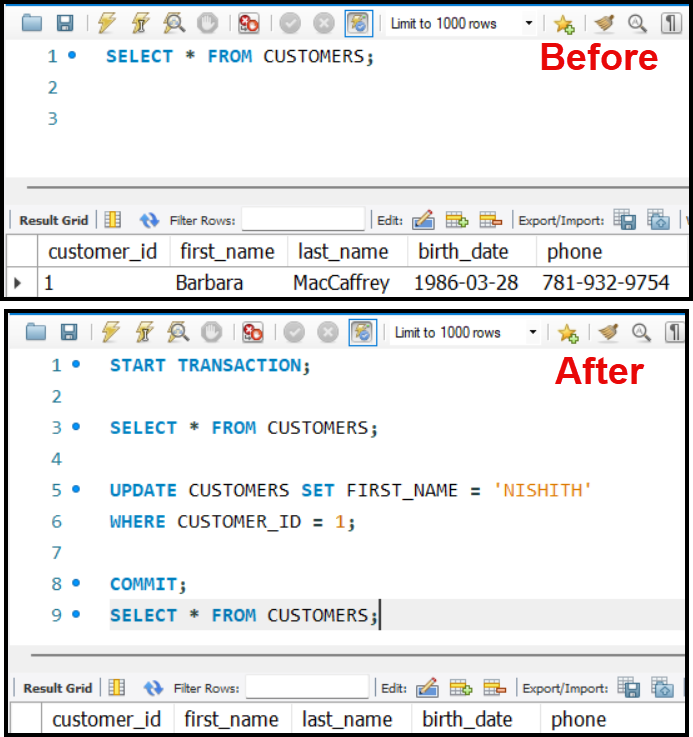 Limit to 1000 rows
Before
1 SELECT * FROM CUSTOMERS;
2
3
Result Grid Filter Rows: Edit: Export/Import:
customer_id first_name last_name birth_date phone
1 Barbara MacCaffrey 1986-03-28 781-932-9754
Limit to 1000 rows
After
1 START TRANSACTION;
2
3 SELECT * FROM CUSTOMERS;
4
5 UPDATE CUSTOMERS SET FIRST_NAME = 'NISHITH'
6 WHERE CUSTOMER_ID = 1;
7
8 COMMIT;
9 SELECT * FROM CUSTOMERS;
Result Grid Filter Rows: Edit: Export/Import:
customer_id first_name last_name birth_date phone